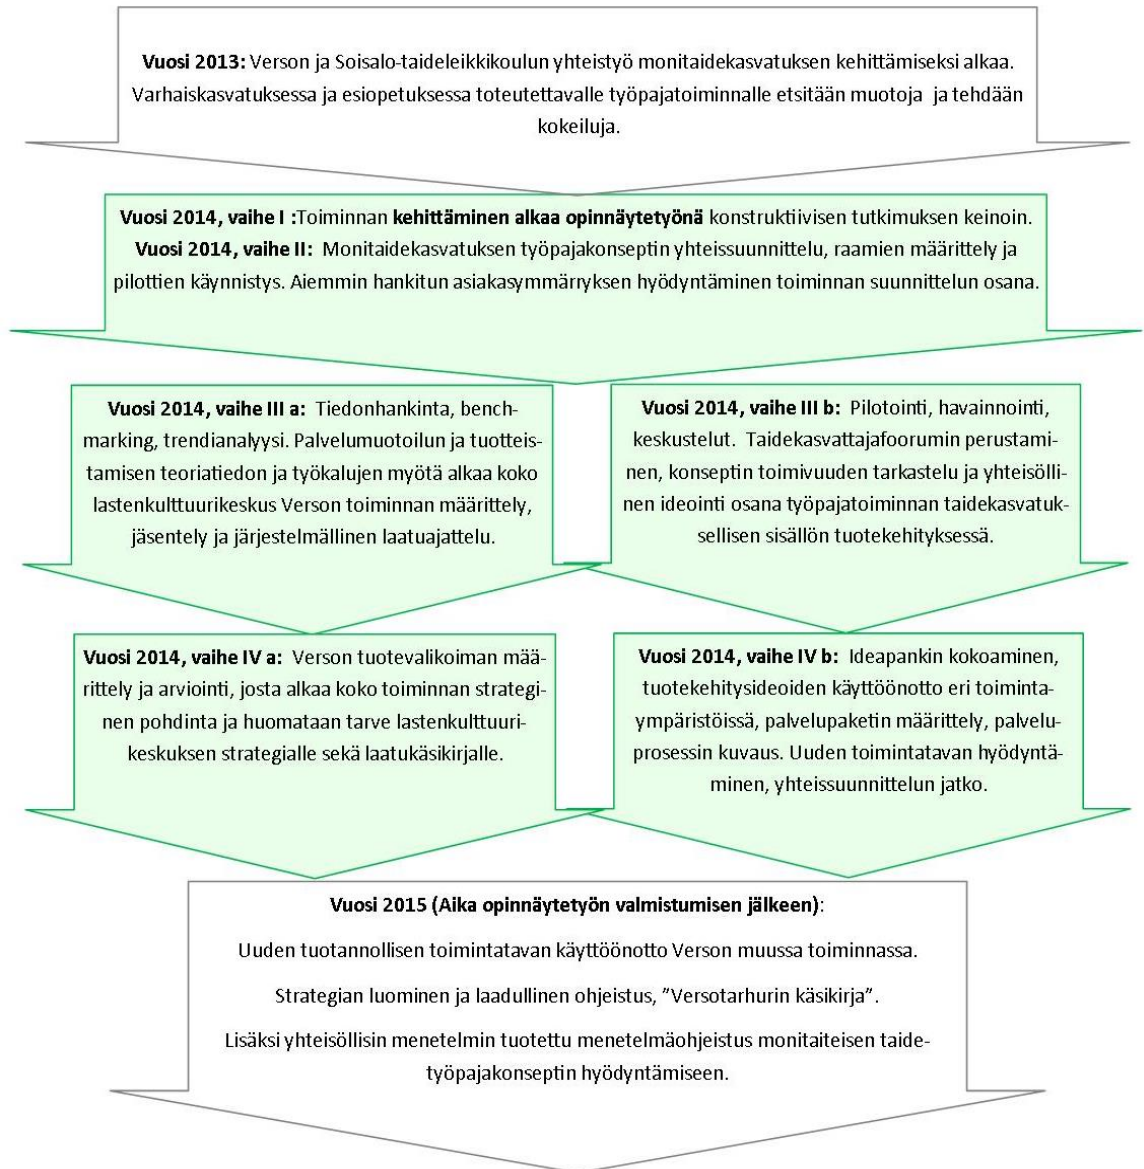 Vuosi 2013: Verson ja Soisalo-taideleikkikoulun yhteistyö monitaidekasvatuksen kehittämiseksi alkaa.
Varhaiskasvatuksessa ja esiopetuksessa toteutettavalle työpajatoiminnalle etsitään muotoja ja tehdään
kokeiluja.
Vuosi 2014, vaihe I :Toiminnan kehittäminen alkaa opinnäytetyönä konstruktiivisen tutkimuksen keinoin.
Vuosi 2014, vaihe II: Monitaidekasvatuksen työpajakonseptin yhteissuunnittelu, raamien määrittely ja
pilottien käynnistys. Aiemmin hankitun asiakasymmärryksen hyödyntäminen toiminnan suunnittelun osana.
Vuosi 2014, vaihe III a: Tiedonhankinta, bench-
marking, trendianalyysi. Palvelumuotoilun ja tuotteis-
tamisen teoriatiedon ja työkalujen myötä alkaa koko
lastenkulttuurikeskus Verson toiminnan määrittely,
jäsentely ja järjestelmällinen laatuajattelu.
Vuosi 2014, vaihe III b: Pilotointi, havainnointi,
keskustelut. Taidekasvattajafoorumin perustami-
nen, konseptin toimivuuden tarkastelu ja yhteisölli-
nen ideointi osana työpajatoiminnan taidekasvatuk-
sellisen sisällön tuotekehityksessä.
Vuosi 2014, vaihe IV a: Verson tuotevalikoiman mää-
rittely ja arviointi, josta alkaa koko toiminnan strategi-
nen pohdinta ja huomataan tarve lastenkulttuuri-
keskuksen strategialle sekä laatukäsikirjalle.
Vuosi 2014, vaihe IV b: Ideapankin kokoaminen,
tuotekehitysideoiden käyttöönotto eri toiminta-
ympäristöissä, palvelupaketin määrittely, palvelu-
prosessin kuvaus. Uuden toimintatavan hyödyntä-
minen, yhteissuunnittelun jatko.
Vuosi 2015 (Aika opinnäytetyön valmistumisen jälkeen):
Uuden tuotannollisen toimintatavan käyttöönotto Verson muussa toiminnassa.
Strategian luominen ja laadullinen ohjeistus, ”Versotarhurin käsikirja”.
Lisäksi yhteisöllisin menetelmin tuotettu menetelmäohjeistus monitaiteisen taide-
työpajakonseptin hyödyntämiseen.